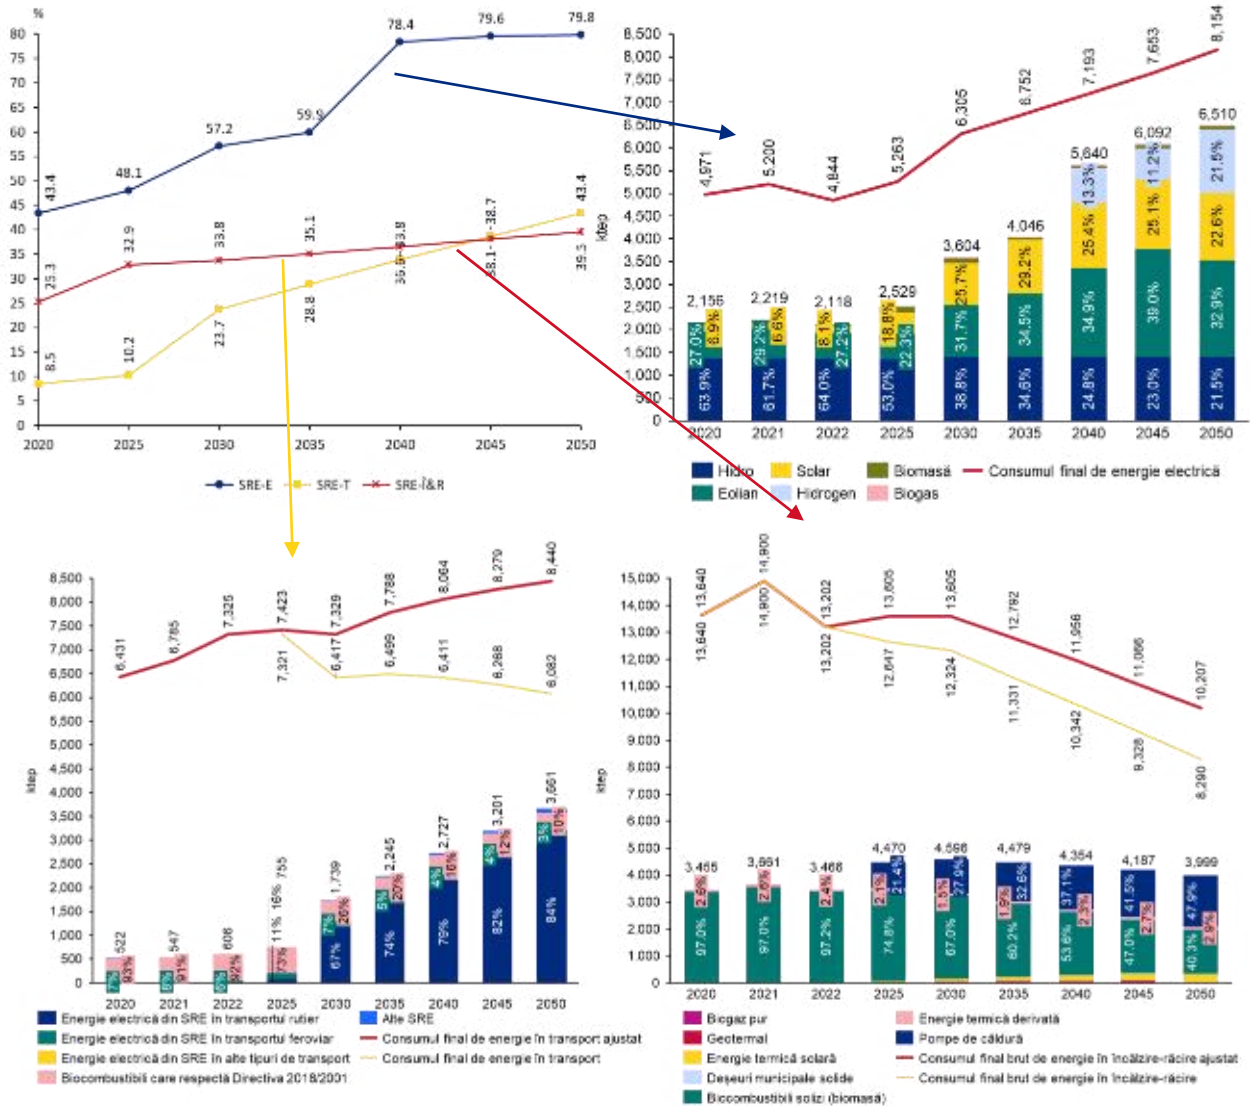 %
80
75
70
65
60
55
50
45
40
35
30
25
20
15
10
5
0
43.4 48.1 57.2 59.9 78.4 79.6 79.8
25.3 32.9 33.8 35.1 36.5 38.1 39.5
8.5 10.2 23.7 28.8 33.8 38.7 43.4
2020 2025 2030 2035 2040 2045 2050
SRE-E SRE-T SRE-Î&R
ktep
8,500
8,000
7,500
7,000
6,500
6,000
5,500
5,000
4,500
4,000
3,500
3,000
2,500
2,000
1,500
1,000
500
0
4,971 5,200 4,844 5,263 6,305 6,752 7,193 7,653 8,154
2,156 2,219 2,118 2,529 3,604 4,046 5,640 6,092 6,510
13.3% 11.2% 21.5%
6.9% 6.6% 8.1% 18.8% 25.7% 29.2% 25.4% 25.1% 22.6%
27.0% 29.2% 27.2% 22.3% 31.7% 34.5% 34.9% 39.0% 32.9%
63.9% 61.7% 64.0% 53.0% 38.8% 34.6% 24.8% 23.0% 21.5%
2020 2021 2022 2025 2030 2035 2040 2045 2050
Hidro Solar Biomasă Consumul final de energie electrică
Eolian Hidrogen Biogas
ktep
8,500
8,000
7,500
7,000
6,500
6,000
5,500
5,000
4,500
4,000
3,500
3,000
2,500
2,000
1,500
1,000
500
0
6,431 6,785 7,325 7,423 7,329 7,788 8,064 8,279 8,440
7,321 6,417 6,499 6,411 6,268 6,082
522 547 606 755 1,739 2,245 2,727 3,201 3,661
7% 6% 6% 11% 16% 7% 5% 4% 4% 3%
93% 91% 92% 73% 26% 20% 16% 12% 10%
67% 74% 79% 82% 84%
2020 2021 2022 2025 2030 2035 2040 2045 2050
Energie electrică din SRE în transportul rutier Alte SRE
Energie electrică din SRE în transportul feroviar Consumul final de energie în transport ajustat
Energie electrică din SRE în alte tipuri de transport Consumul final de energie în transport
Biocombustibili care respectă Directiva 2018/2001
ktep
15,000
14,000
13,000
12,000
11,000
10,000
9,000
8,000
7,000
6,000
5,000
4,000
3,000
2,000
1,000
0
13,640 14,900 13,202 13,605 13,605 12,792 11,956 11,066 10,207
13,640 14,900 13,202 12,647 12,324 11,331 10,342 9,328 8,290
3,455 3,661 3,466 4,470 4,596 4,479 4,354 4,187 3,999
21.4% 27.9% 32.6% 37.1% 41.5% 47.9%
2.6% 2.6% 2.4% 2.1% 1.5% 1.9% 2.3% 2.7% 2.9%
97.0% 97.0% 97.2% 74.8% 67.0% 60.2% 53.6% 47.0% 40.3%
2020 2021 2022 2025 2030 2035 2040 2045 2050
Biogaz pur Energie termică derivată
Geotermal Pompe de căldură
Energie termică solară Consumul final brut de energie în încălzire-răcire ajustat
Deșeuri municipale solide Consumul final brut de energie în încălzire-răcire
Biocombustibili solizi (biomasă)